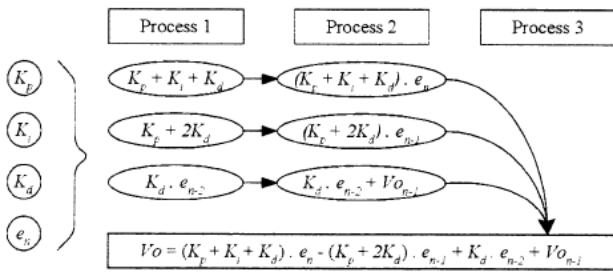 Process 1 Process 2 Process 3
K_p K_p + K_i + K_d (K_p + K_i + K_d) . e_n
K_i K_p + 2K_d (K_p + 2K_d) . e_{n-1}
K_d K_d . e_{n-2} K_d . e_{n-2} + Vo_{n-1}
e_n
Vo = (K_p + K_i + K_d) . e_n - (K_p + 2K_d) . e_{n-1} + K_d . e_{n-2} + Vo_{n-1}